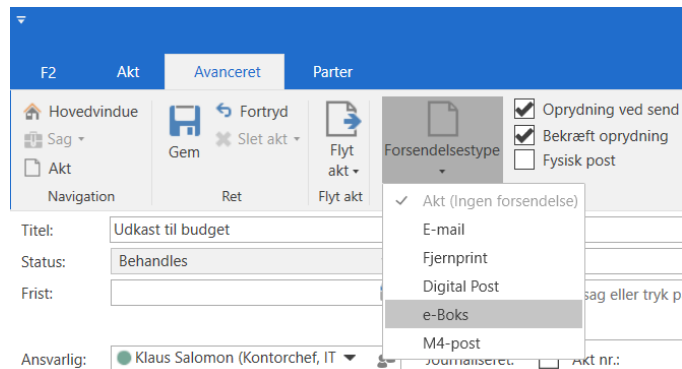 F2 Akt Avanceret Parter
Hovedvindue
Sag
Akt
Navigation
Gem
Fortryd
Slet akt
Ret
Flyt
akt
Flyt akt
Forsendelsestype
Oprydning ved send
Bekræft oprydning
Fysisk post
Akt (Ingen forsendelse)
E-mail
Fjernprint
Digital Post
e-Boks
M4-post
Titel: Udkast til budget
Status: Behandles
Frist: sag eller tryk p
Ansvarlig: Klaus Salomon (Kontorchef, IT Journaliseret: Akt nr.: